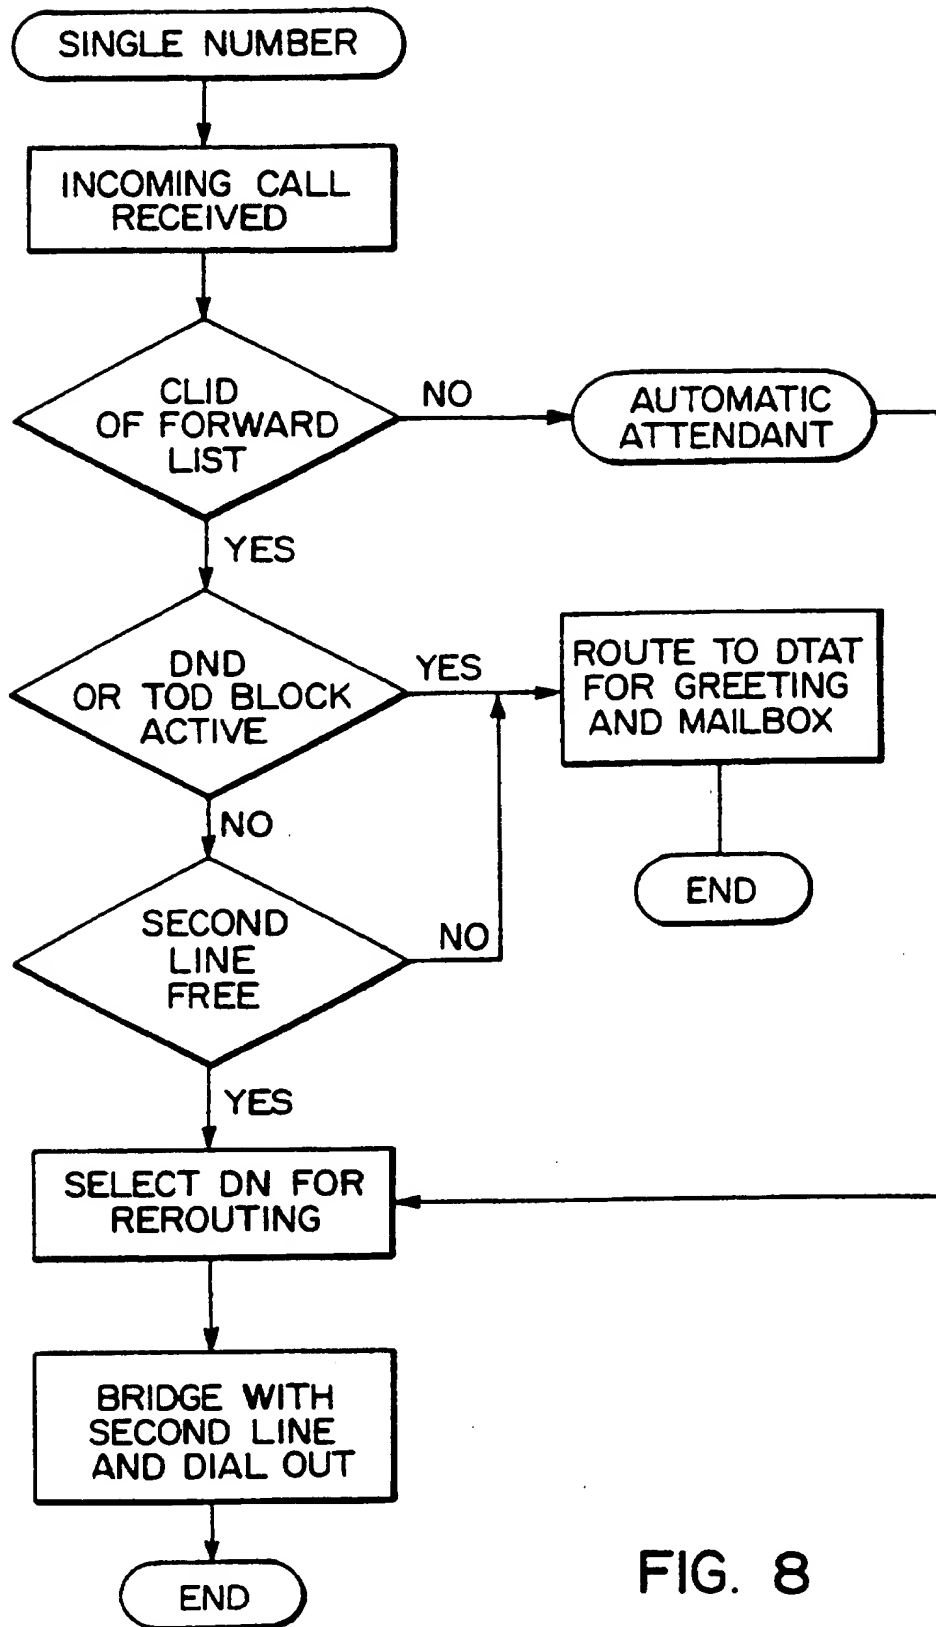 SINGLE NUMBER
INCOMING CALL
RECEIVED
CLID
OF FORWARD
LIST
NO
AUTOMATIC
ATTENDANT
YES
DND
OR TOD BLOCK
ACTIVE
YES
ROUTE TO DTAT
FOR GREETING
AND MAILBOX
NO
END
SECOND
LINE
FREE
NO
YES
SELECT DN FOR
REROUTING
BRIDGE WITH
SECOND LINE
AND DIAL OUT
END
FIG. 8